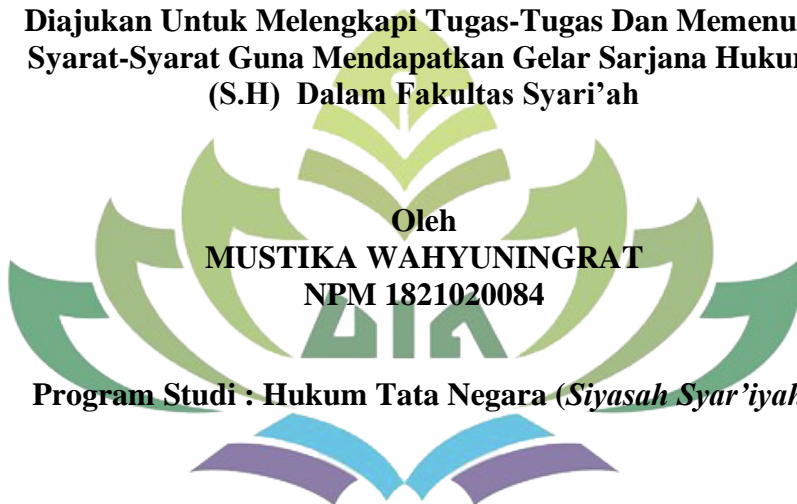 Diajukan Untuk Melengkapi Tugas-Tugas Dan Memenu
Syarat-Syarat Guna Mendapatkan Gelar Sarjana Huku
(S.H) Dalam Fakultas Syari’ah
Oleh
MUSTIKA WAHYUNINGRAT
NPM 1821020084
Program Studi : Hukum Tata Negara (Siyasah Syar’iyah